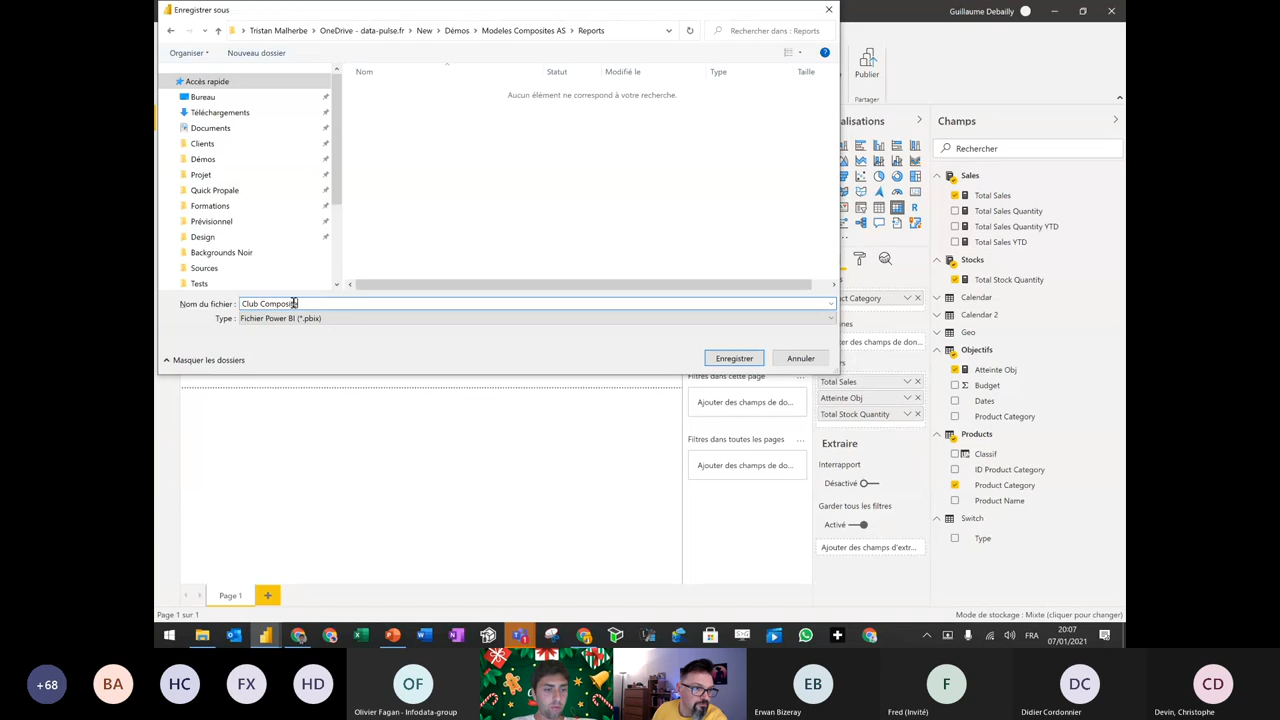 Enregistrer sous
Guillaume Debailly
Tristan Malherbe > OneDrive - data-pulse.fr > New > Démos > Modeles Composites AS > Reports
Rechercher dans : Reports
Organiser
Nouveau dossier
Publier
Partager
Accès rapide
Bureau
Téléchargements
Documents
Clients
Démos
Projet
Quick Propale
Formations
Prévisionnel
Design
Backgrounds Noir
Sources
Tests
Nom
Statut
Modifié le
Type
Taille
Aucun élément ne correspond à votre recherche.
Nom du fichier :
Type : Fichier Power BI (*.pbix)
Masquer les dossiers
Enregistrer
Annuler
alisations
ct Category
outer des champs de don...
Total Sales
Atteinte Obj
Total Stock Quantity
Extraire
Interrapport
Désactivé
Garder tous les filtres
Activé
Ajouter des champs d'extr...
Filtres dans cette page
Ajouter des champs de do...
Filtres dans toutes les pages
Ajouter des champs de do...
Champs
Rechercher
Sales
Total Sales
Total Sales Quantity
Total Sales Quantity YTD
Total Sales YTD
Stocks
Total Stock Quantity
Calendar
Calendar 2
Geo
Objectifs
Atteinte Obj
Budget
Dates
Product Category
Products
Classif
ID Product Category
Product Category
Product Name
Switch
Type
Page 1
Page 1 sur 1
Mode de stockage : Mixte (cliquer pour changer)
FRA
20:07
07/01/2021
+68
BA
HC
FX
HD
OF
Olivier Fagan - Infodata-group
EB
Erwan Bizeray
F
Fred (Invité)
DC
Didier Cordonnier
CD
Devin, Christophe